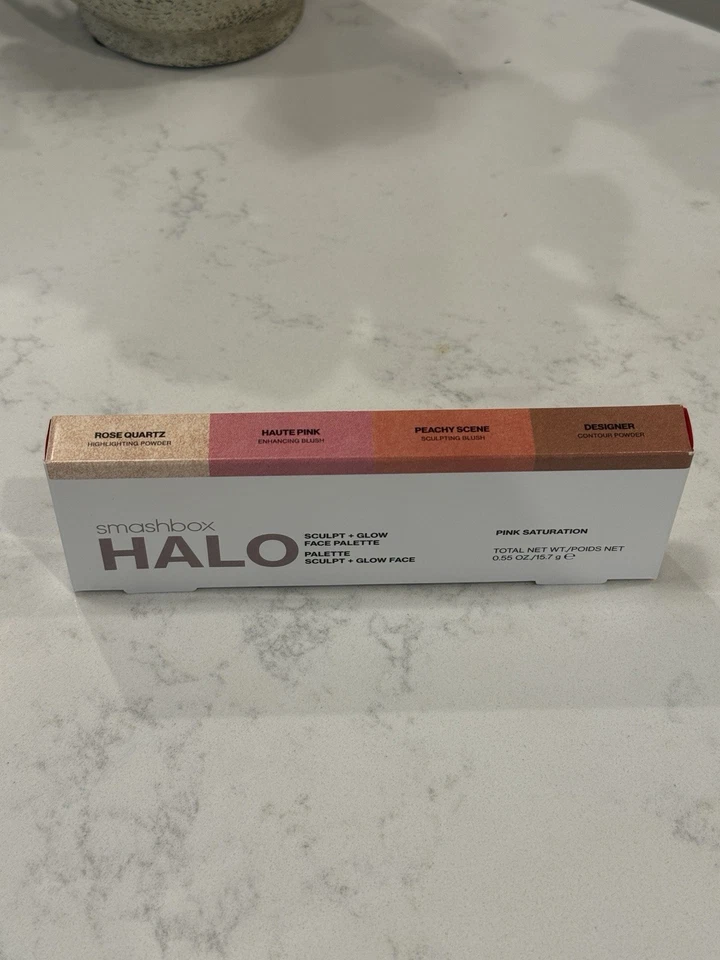 ROSE QUARTZ
HIGHLIGHTING POWDER
HAUTE PINK
ENHANCING BLUSH
PEACHY SCENE
SCULPTING BLUSH
DESIGNER
CONTOUR POWDER
smashbox
HALO
SCULPT + GLOW
FACE PALETTE
PALETTE
SCULPT + GLOW FACE
PINK SATURATION
TOTAL NET WT./POIDS NET
0.55 OZ./15.7 g ℮